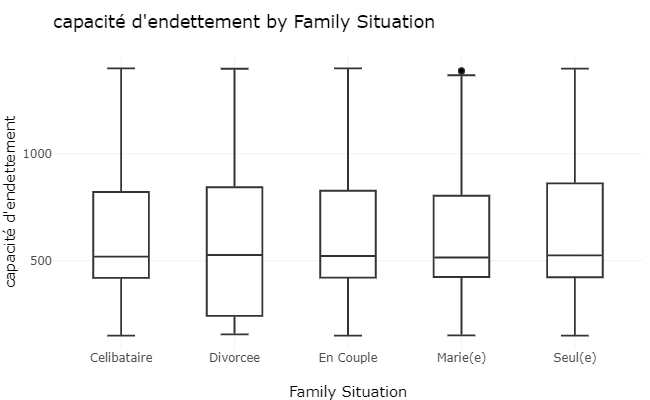 capacité d'endettement by Family Situation
capacité d'endettement
1000
500
Celibataire
Divorcee
En Couple
Marie(e)
Seul(e)
Family Situation